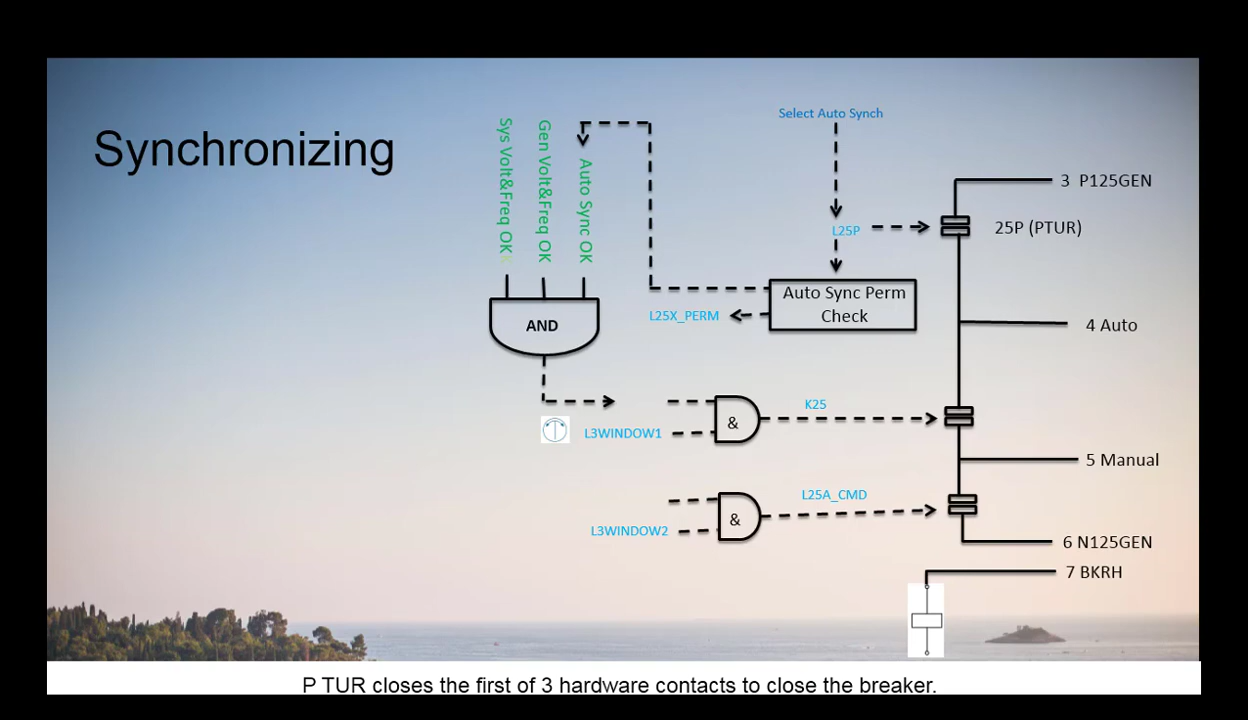 Synchronizing
Sys Volt&Freq OK
Gen Volt&Freq OK
Auto Sync OK
Select Auto Synch
3 P125GEN
L25P
25P (PTUR)
Auto Sync Perm
Check
L25X_PERM
AND
4 Auto
K25
&
L3WINDOW1
5 Manual
L25A_CMD
&
L3WINDOW2
6 N125GEN
7 BKRH
P TUR closes the first of 3 hardware contacts to close the breaker.